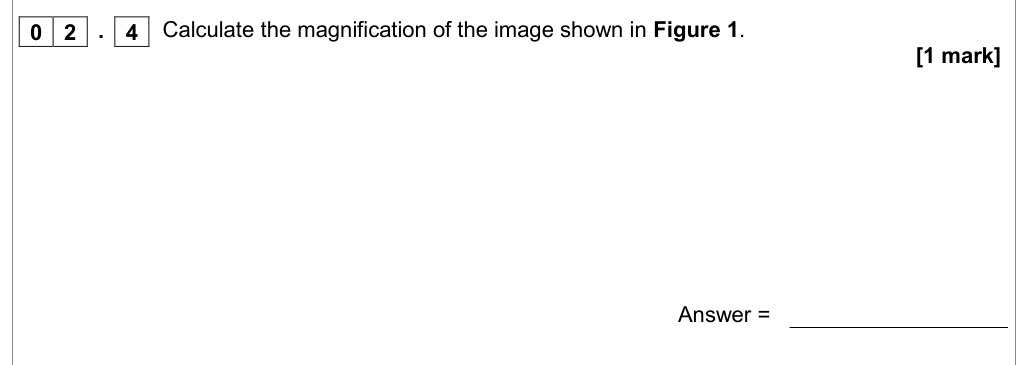 0 2 . 4 Calculate the magnification of the image shown in Figure 1.
[1 mark]
Answer =